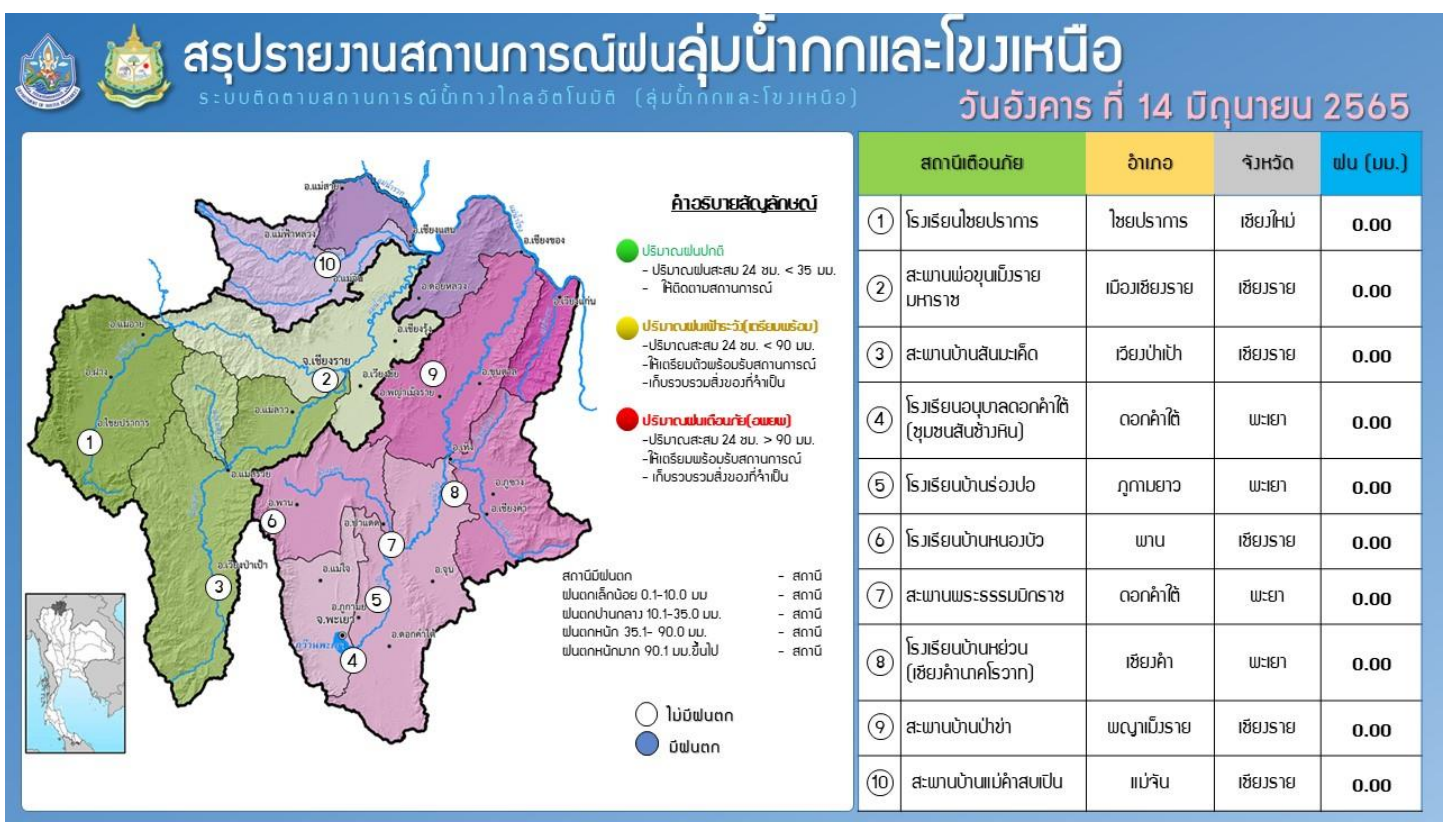 สรุปรายงานสถานการณ์ฝนลุ่มน้ำกกและโขงเหนือ
ระบบติดตามสถานการณ์น้ำทางไกลอัตโนมัติ (ลุ่มน้ำกกและโขงเหนือ)
วันอังคาร ที่ 14 มิถุนายน 2565
อ.แม่สาย
อ.แม่ฟ้าหลวง
อ.เชียงแสน
อ.เชียงของ
10
อ.แม่จัน
อ.ดอยหลวง
อ.เวียงแก่น
อ.แม่อาย
อ.เชียงรุ้ง
จ.เชียงราย
อ.ฝาง
2
อ.เวียงชัย
9
อ.ขุนตาล
อ.พญาเม็งราย
อ.แม่ลาว
อ.ไชยปราการ
1
อ.เทิง
อ.แม่สรวย
8
อ.ภูซาง
อ.พาน
อ.เชียงคำ
6
อ.ป่าแดด
7
อ.เวียงป่าเป้า
3
อ.แม่ใจ
อ.จุน
5
จ.พะเยา
อ.ดอกคำใต้
4
คำอธิบายสัญลักษณ์
ปริมาณฝนปกติ
- ปริมาณฝนสะสม 24 ชม. < 35 มม.
- ให้ติดตามสถานการณ์
ปริมาณฝนเฝ้าระวัง(เตรียมพร้อม)
-ปริมาณสะสม 24 ชม. < 90 มม.
-ให้เตรียมตัวพร้อมรับสถานการณ์
-เก็บรวบรวมสิ่งของที่จำเป็น
ปริมาณฝนเตือนภัย(อพยพ)
-ปริมาณสะสม 24 ชม. > 90 มม.
-ให้เตรียมพร้อมรับสถานการณ์
- เก็บรวบรวมสิ่งของที่จำเป็น
สถานีมีฝนตก - สถานี
ฝนตกเล็กน้อย 0.1-10.0 มม - สถานี
ฝนตกปานกลาง 10.1-35.0 มม. - สถานี
ฝนตกหนัก 35.1- 90.0 มม. - สถานี
ฝนตกหนักมาก 90.1 มม.ขึ้นไป - สถานี
ไม่มีฝนตก
มีฝนตก
สถานีเตือนภัย อำเภอ จังหวัด ฝน (มม.)
1 โรงเรียนไชยปราการ ไชยปราการ เชียงใหม่ 0.00
2 สะพานพ่อขุนเม็งราย มหาราช เมืองเชียงราย เชียงราย 0.00
3 สะพานบ้านสันมะเค็ด เวียงป่าเป้า เชียงราย 0.00
4 โรงเรียนอนุบาลดอกคำใต้ (ชุมชนสันช้างหิน) ดอกคำใต้ พะเยา 0.00
5 โรงเรียนบ้านร่องปอ ภูกามยาว พะเยา 0.00
6 โรงเรียนบ้านหนองบัว พาน เชียงราย 0.00
7 สะพานพระธรรมมิกราช ดอกคำใต้ พะยา 0.00
8 โรงเรียนบ้านหย่วน (เชียงคำนาคโรวาท) เชียงคำ พะเยา 0.00
9 สะพานบ้านป่าข่า พญาเม็งราย เชียงราย 0.00
10 สะพานบ้านแม่คำสบเปิน แม่จัน เชียงราย 0.00